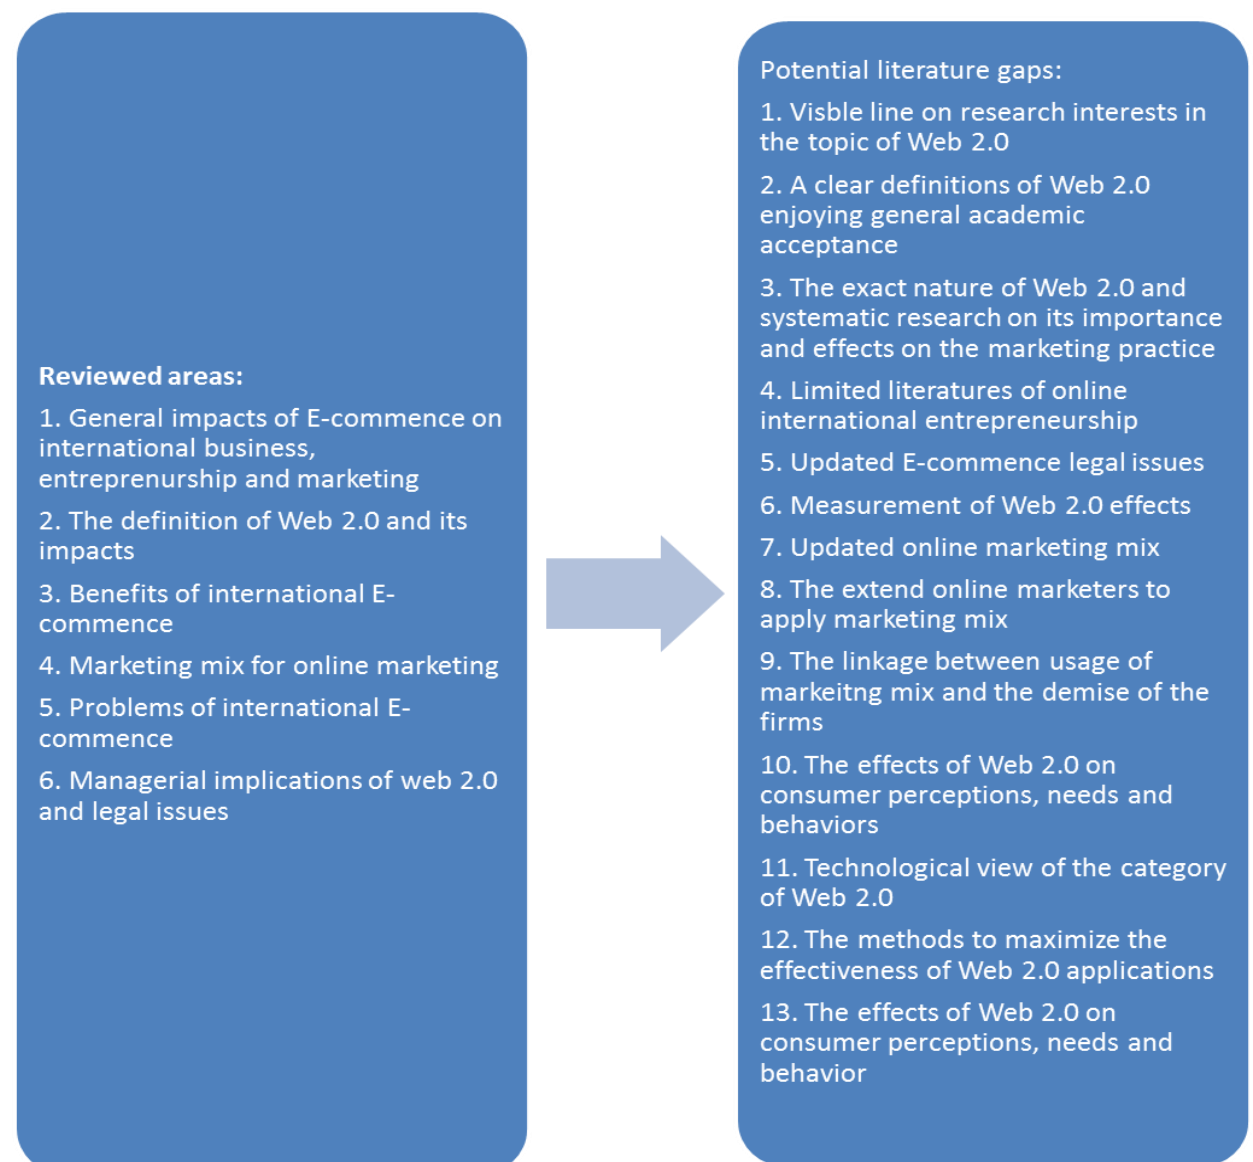 Reviewed areas:
1. General impacts of E-commence on
international business,
entreprenurship and marketing
2. The definition of Web 2.0 and its
impacts
3. Benefits of international E-
commence
4. Marketing mix for online marketing
5. Problems of international E-
commence
6. Managerial implications of web 2.0
and legal issues
Potential literature gaps:
1. Visble line on research interests in
the topic of Web 2.0
2. A clear definitions of Web 2.0
enjoying general academic
acceptance
3. The exact nature of Web 2.0 and
systematic research on its importance
and effects on the marketing practice
4. Limited literatures of online
international entrepreneurship
5. Updated E-commence legal issues
6. Measurement of Web 2.0 effects
7. Updated online marketing mix
8. The extend online marketers to
apply marketing mix
9. The linkage between usage of
markeitng mix and the demise of the
firms
10. The effects of Web 2.0 on
consumer perceptions, needs and
behaviors
11. Technological view of the category
of Web 2.0
12. The methods to maximize the
effectiveness of Web 2.0 applications
13. The effects of Web 2.0 on
consumer perceptions, needs and
behavior